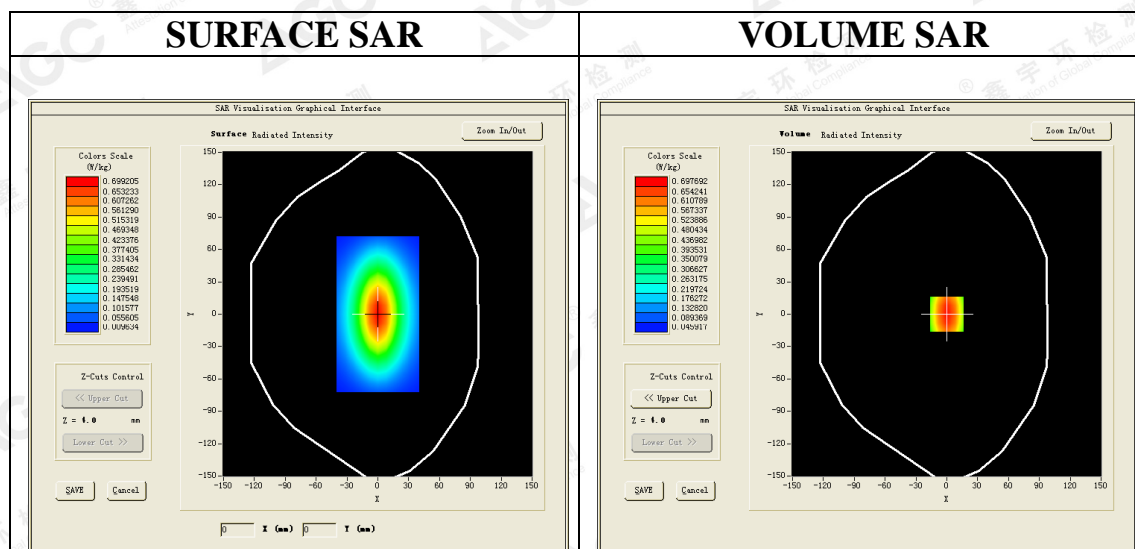 SURFACE SAR
VOLUME SAR
SAR Visualisation Graphical Interface
Surface Radiated Intensity
Zoom In/Out
Colors Scale
(W/kg)
0.699205
0.653233
0.607262
0.561290
0.515319
0.469348
0.423376
0.377405
0.331434
0.285462
0.239491
0.193519
0.147548
0.101577
0.055605
0.009634
150
120
90
60
30
0
-30
-60
-90
-120
-150
Y
-150 -120 -90 -60 -30 0 30 60 90 120 150
X
Z-Cuts Control
<< Upper Cut
Z = 4.0 mm
Lower Cut >>
SAVE
Cancel
0 X (mm) 0 Y (mm)
SAR Visualisation Graphical Interface
Volume Radiated Intensity
Zoom In/Out
Colors Scale
(W/kg)
0.697692
0.654241
0.610789
0.567337
0.523886
0.480434
0.436982
0.393531
0.350079
0.306627
0.263175
0.219724
0.176272
0.132820
0.089369
0.045917
150
120
90
60
30
0
-30
-60
-90
-120
-150
Y
-150 -120 -90 -60 -30 0 30 60 90 120 150
X
Z-Cuts Control
<< Upper Cut
Z = 4.0 mm
Lower Cut >>
SAVE
Cancel